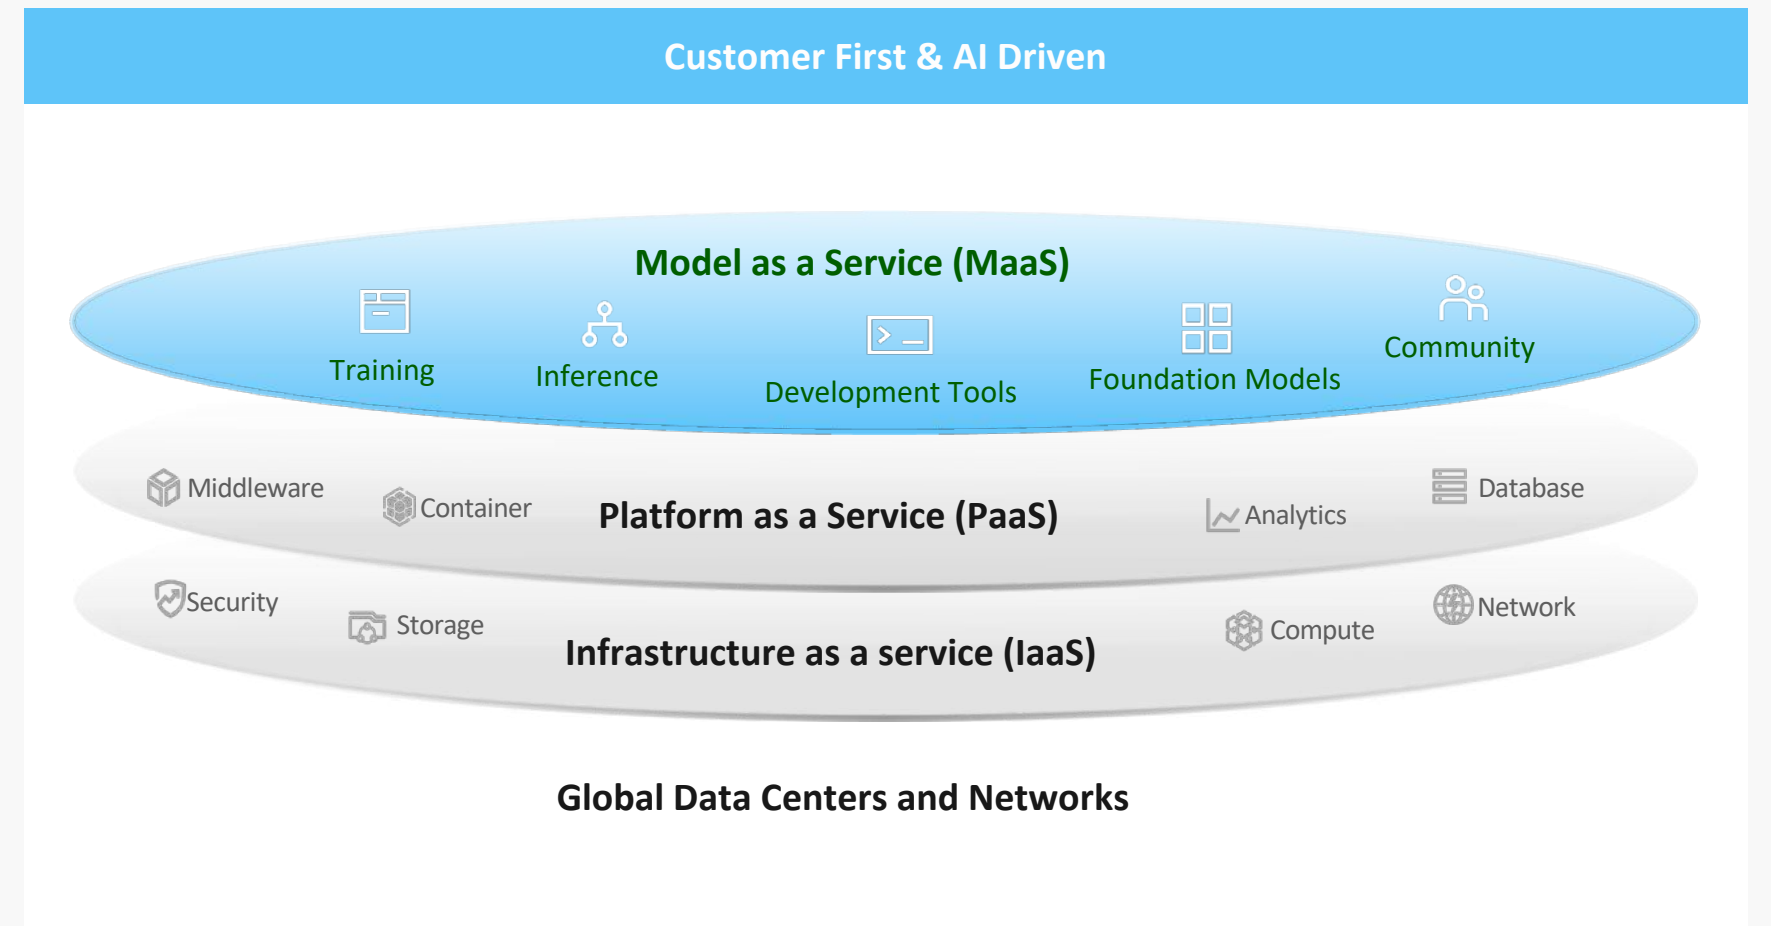 Customer First & AI Driven
Model as a Service (MaaS)
Training
Inference
Development Tools
Foundation Models
Community
Middleware
Container
Platform as a Service (PaaS)
Analytics
Database
Security
Storage
Infrastructure as a service (IaaS)
Compute
Network
Global Data Centers and Networks